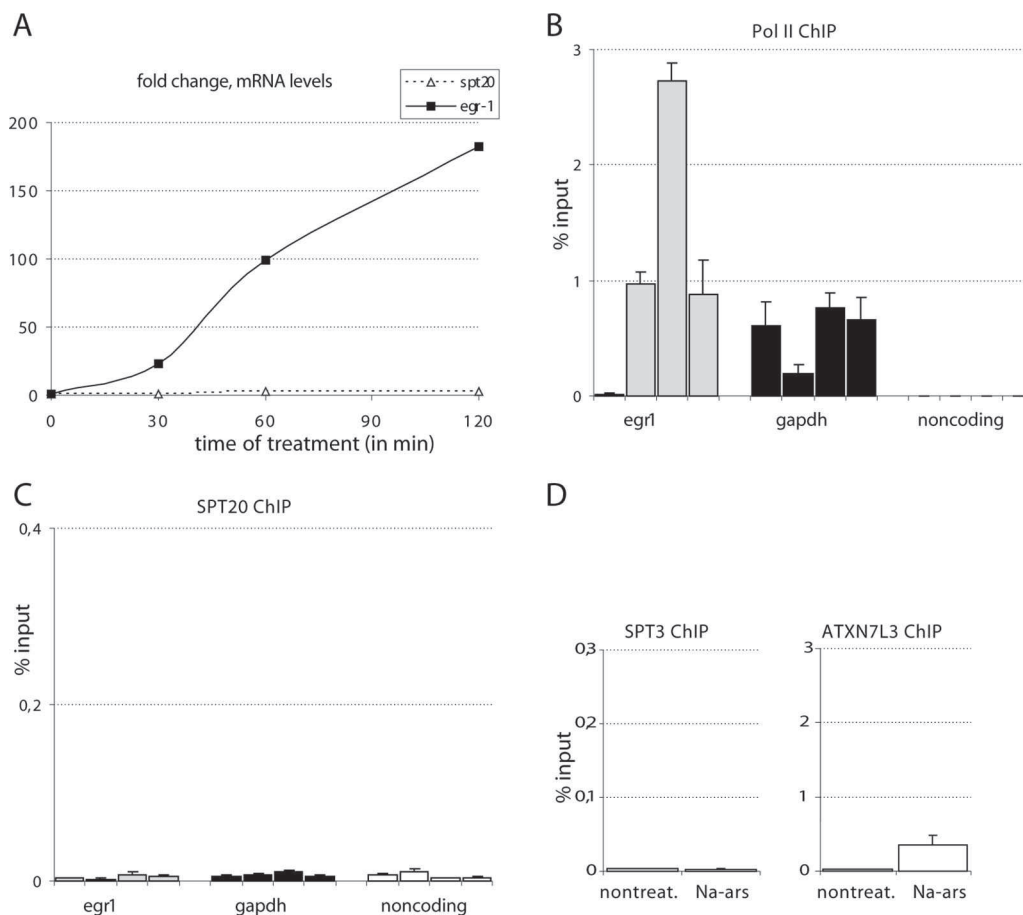 A
fold change, mRNA levels
spt20
egr-1
200
150
100
50
0
0 30 60 90 120
time of treatment (in min)
B
Pol II ChIP
3
2
1
0
% input
egr1 gapdh noncoding
C
SPT20 ChIP
0,4
0,2
0
% input
egr1 gapdh noncoding
D
SPT3 ChIP
0,3
0,2
0,1
0
% input
nontreat. Na-ars
ATXN7L3 ChIP
3
2
1
0
nontreat. Na-ars